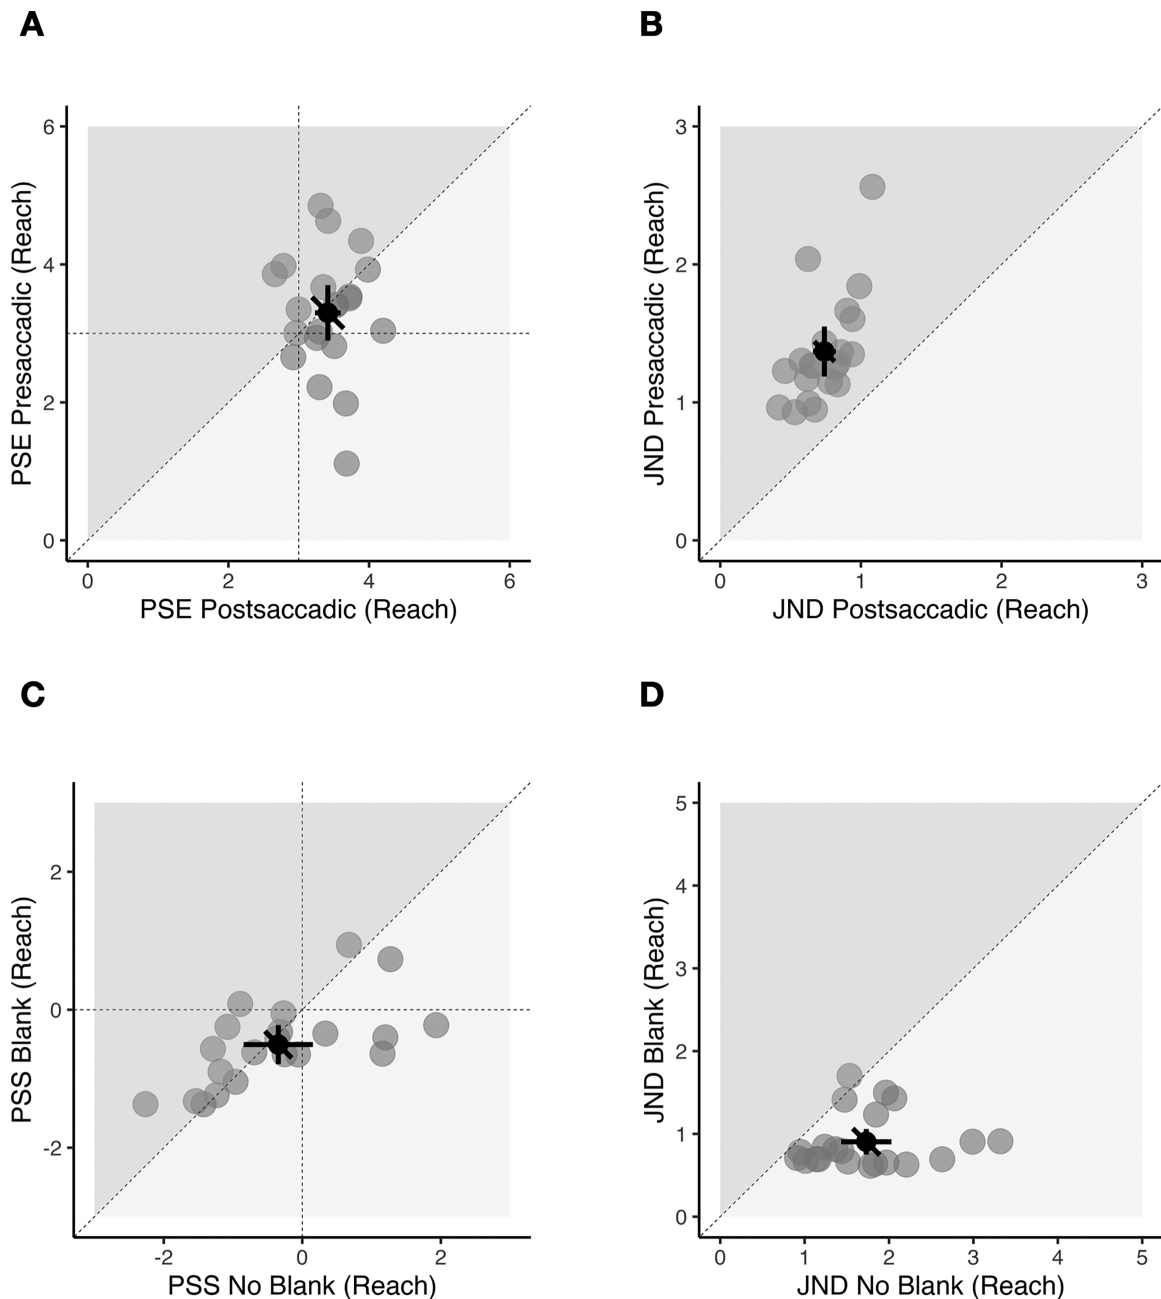 A
B
6
4
2
0
0
2
4
6
PSE Presaccadic (Reach)
PSE Postsaccadic (Reach)
3
2
1
0
0
1
2
3
JND Presaccadic (Reach)
JND Postsaccadic (Reach)
C
D
2
0
-2
-2
0
2
PSS Blank (Reach)
PSS No Blank (Reach)
5
4
3
2
1
0
0
1
2
3
4
5
JND Blank (Reach)
JND No Blank (Reach)